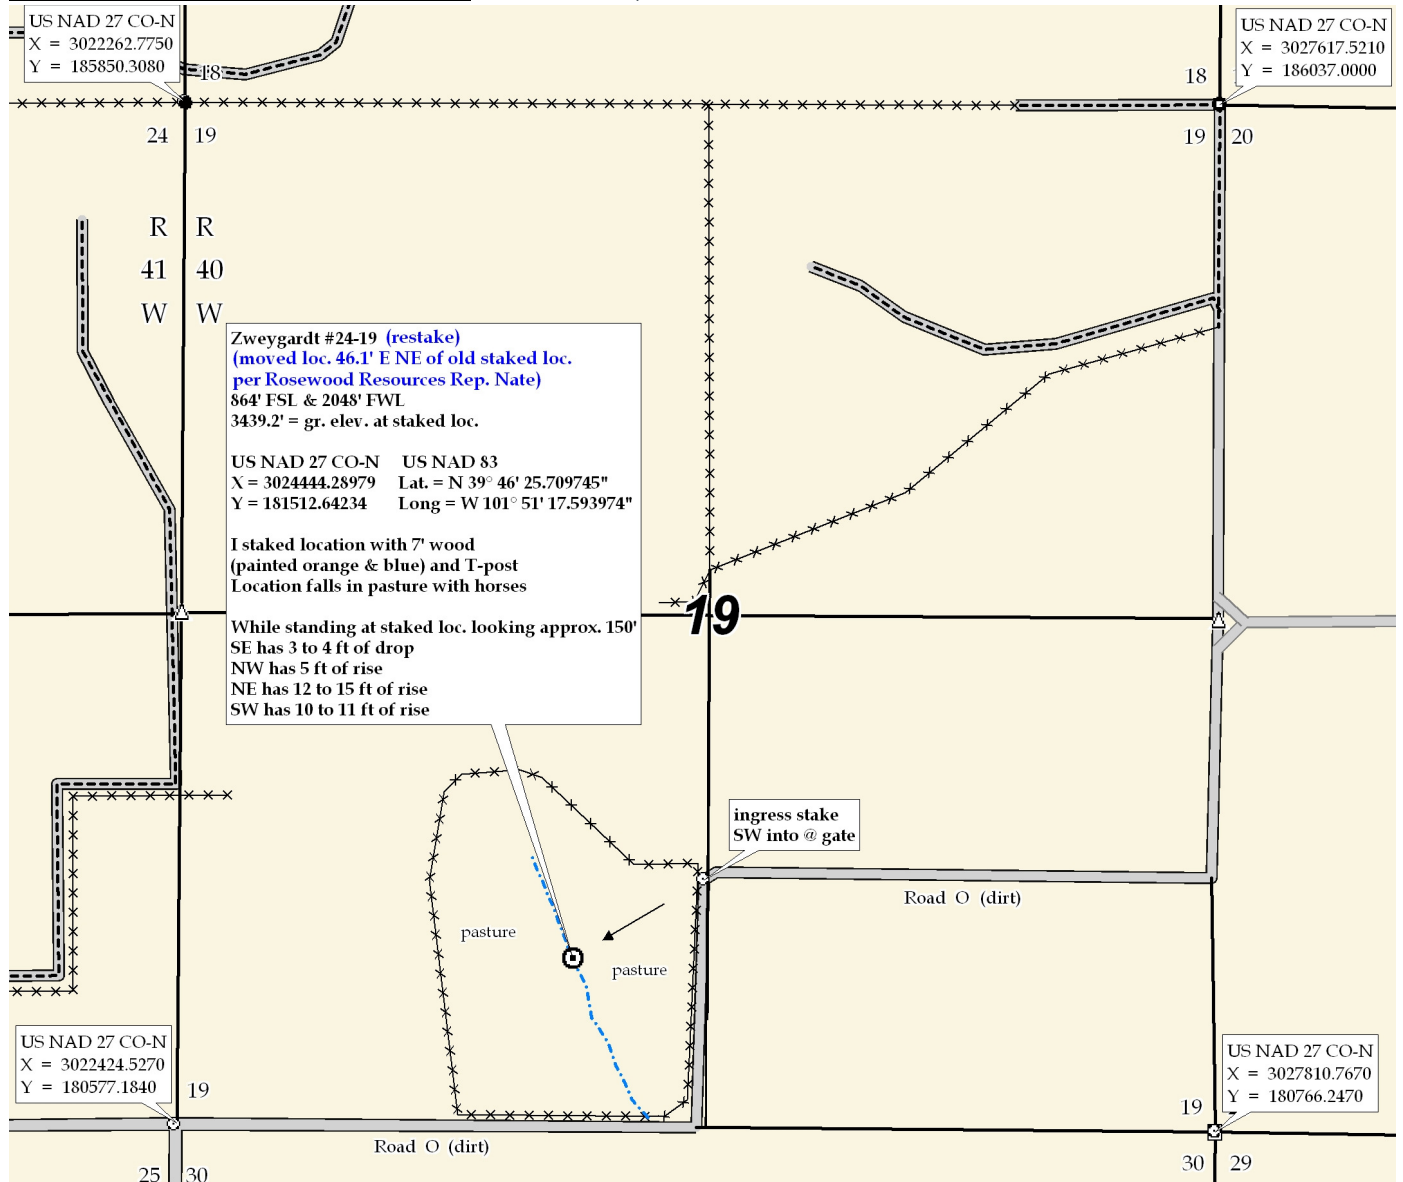 US NAD 27 CO-N
X = 3022262.7750
Y = 185850.3080
US NAD 27 CO-N
X = 3027617.5210
Y = 186037.0000
18
18
24 19
19 20
R R
41 40
W W
Zweygardt #24-19 (restake)
(moved loc. 46.1' E NE of old staked loc.
per Rosewood Resources Rep. Nate)
864' FSL & 2048' FWL
3439.2' = gr. elev. at staked loc.
US NAD 27 CO-N US NAD 83
X = 3024444.28979 Lat. = N 39° 46' 25.709745"
Y = 181512.64234 Long = W 101° 51' 17.593974"
I staked location with 7' wood
(painted orange & blue) and T-post
Location falls in pasture with horses
While standing at staked loc. looking approx. 150'
SE has 3 to 4 ft of drop
NW has 5 ft of rise
NE has 12 to 15 ft of rise
SW has 10 to 11 ft of rise
19
ingress stake
SW into @ gate
Road O (dirt)
pasture
pasture
US NAD 27 CO-N
X = 3022424.5270
Y = 180577.1840
US NAD 27 CO-N
X = 3027810.7670
Y = 180766.2470
19
19
Road O (dirt)
25 30
30 29